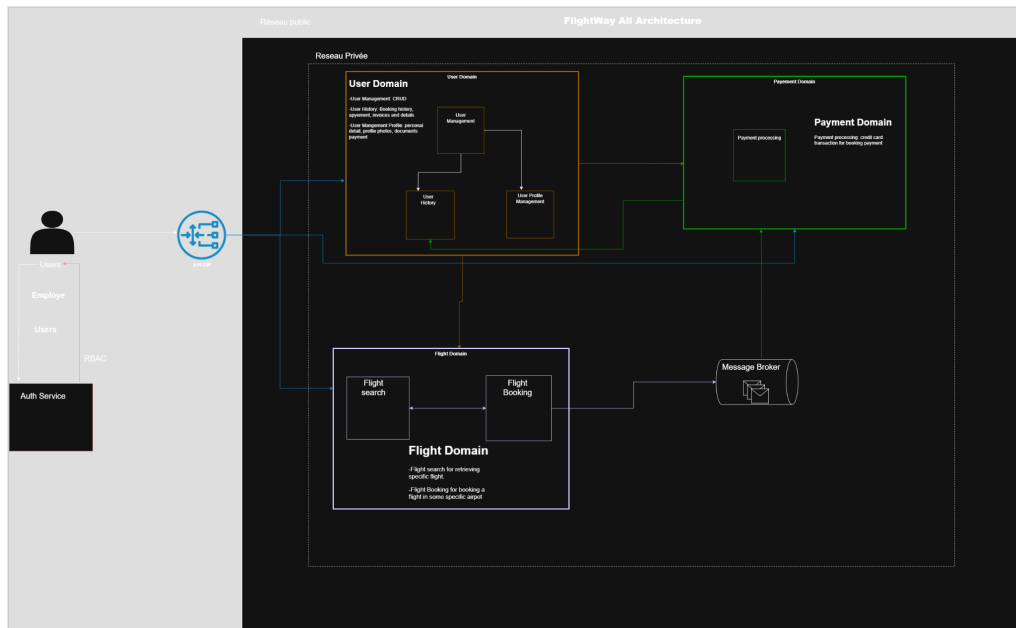 Réseau public
FlightWay All Architecture
Reseau Privée
User Domain
User Domain
-User Management: CRUD
-User History: Booking history,
apyement, invoices and details
-User Mangement Profile: personal
detail, profile photos, documents
payment
User
Management
User
History
User Profile
Management
Payement Domain
Payment Domain
Payment processing: credit card
transaction for booking payment
Payment processing
Users
Employe
Users
RBAC
Auth Service
Flight Domain
Flight
search
Flight
Booking
Flight Domain
-Flight search for retrieving
specific flight.
-Flight Booking for booking a
flight in some specific airpot
Message Broker